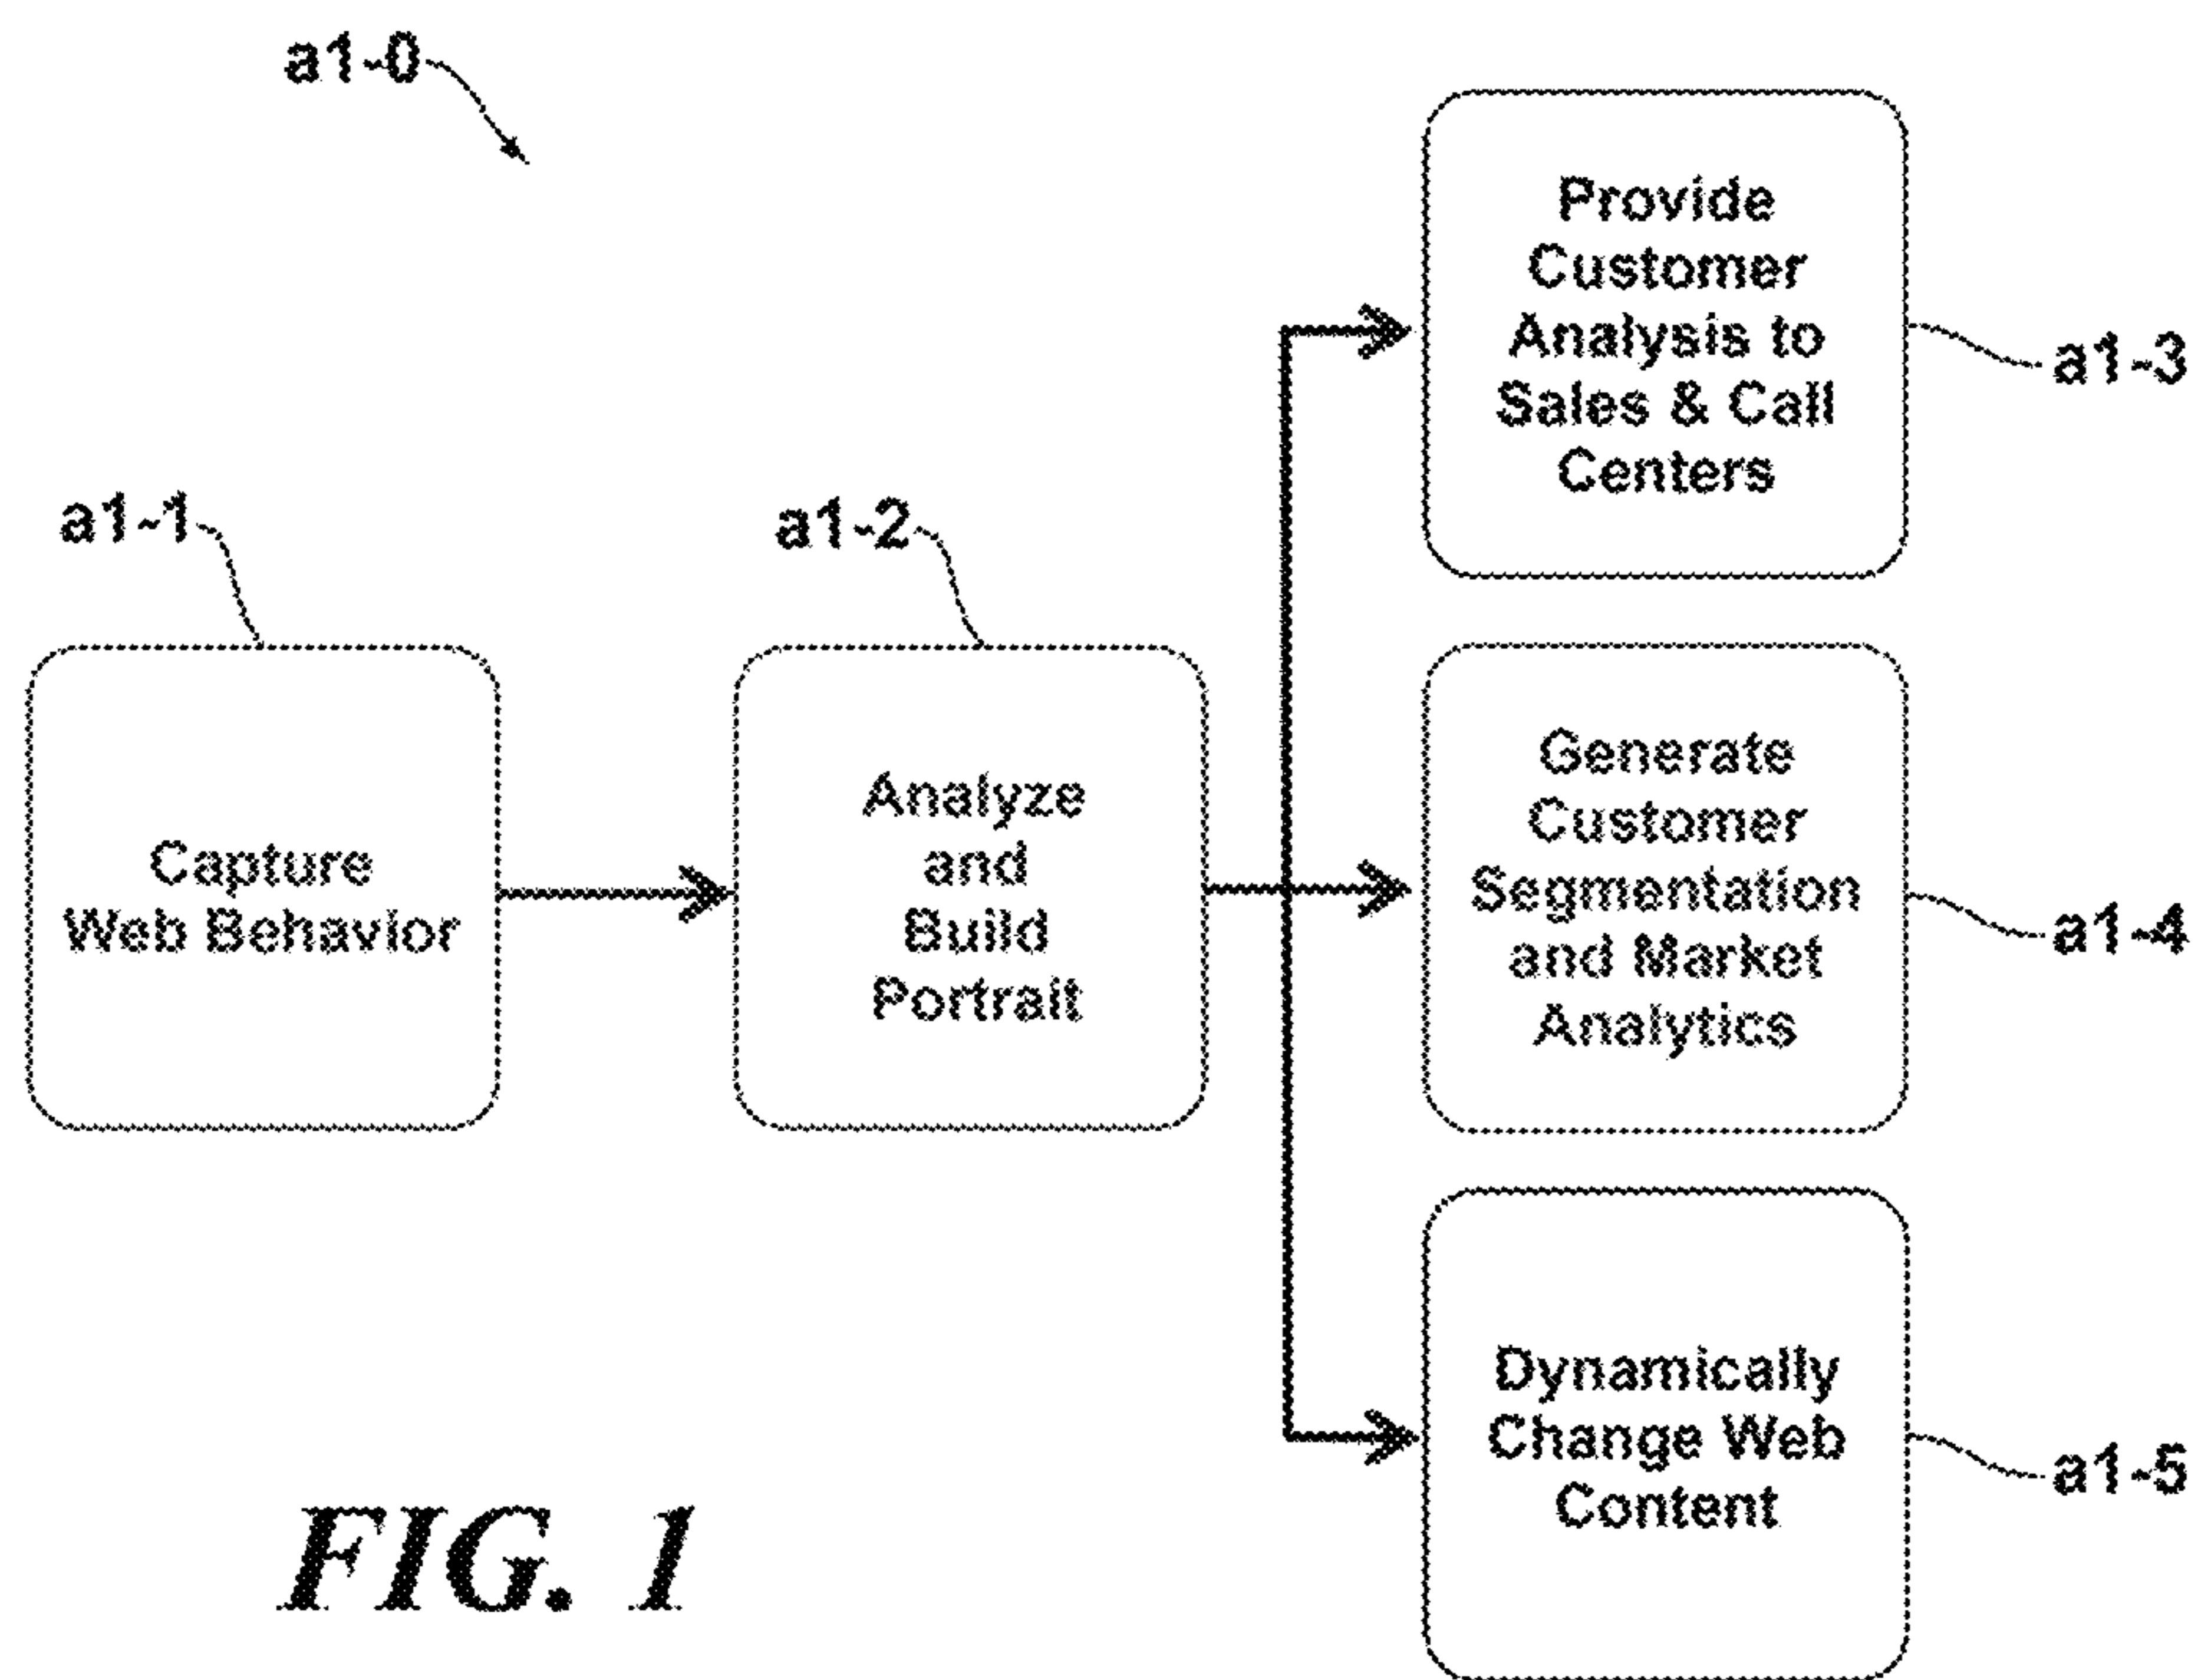 a1-0
a1-1
Capture
Web Behavior
a1-2
Analyze
and
Build
Portrait
Provide
Customer
Analysis to
Sales & Call
Centers
a1-3
Generate
Customer
Segmentation
and Market
Analytics
a1-4
Dynamically
Change Web
Content
a1-5
FIG. 1